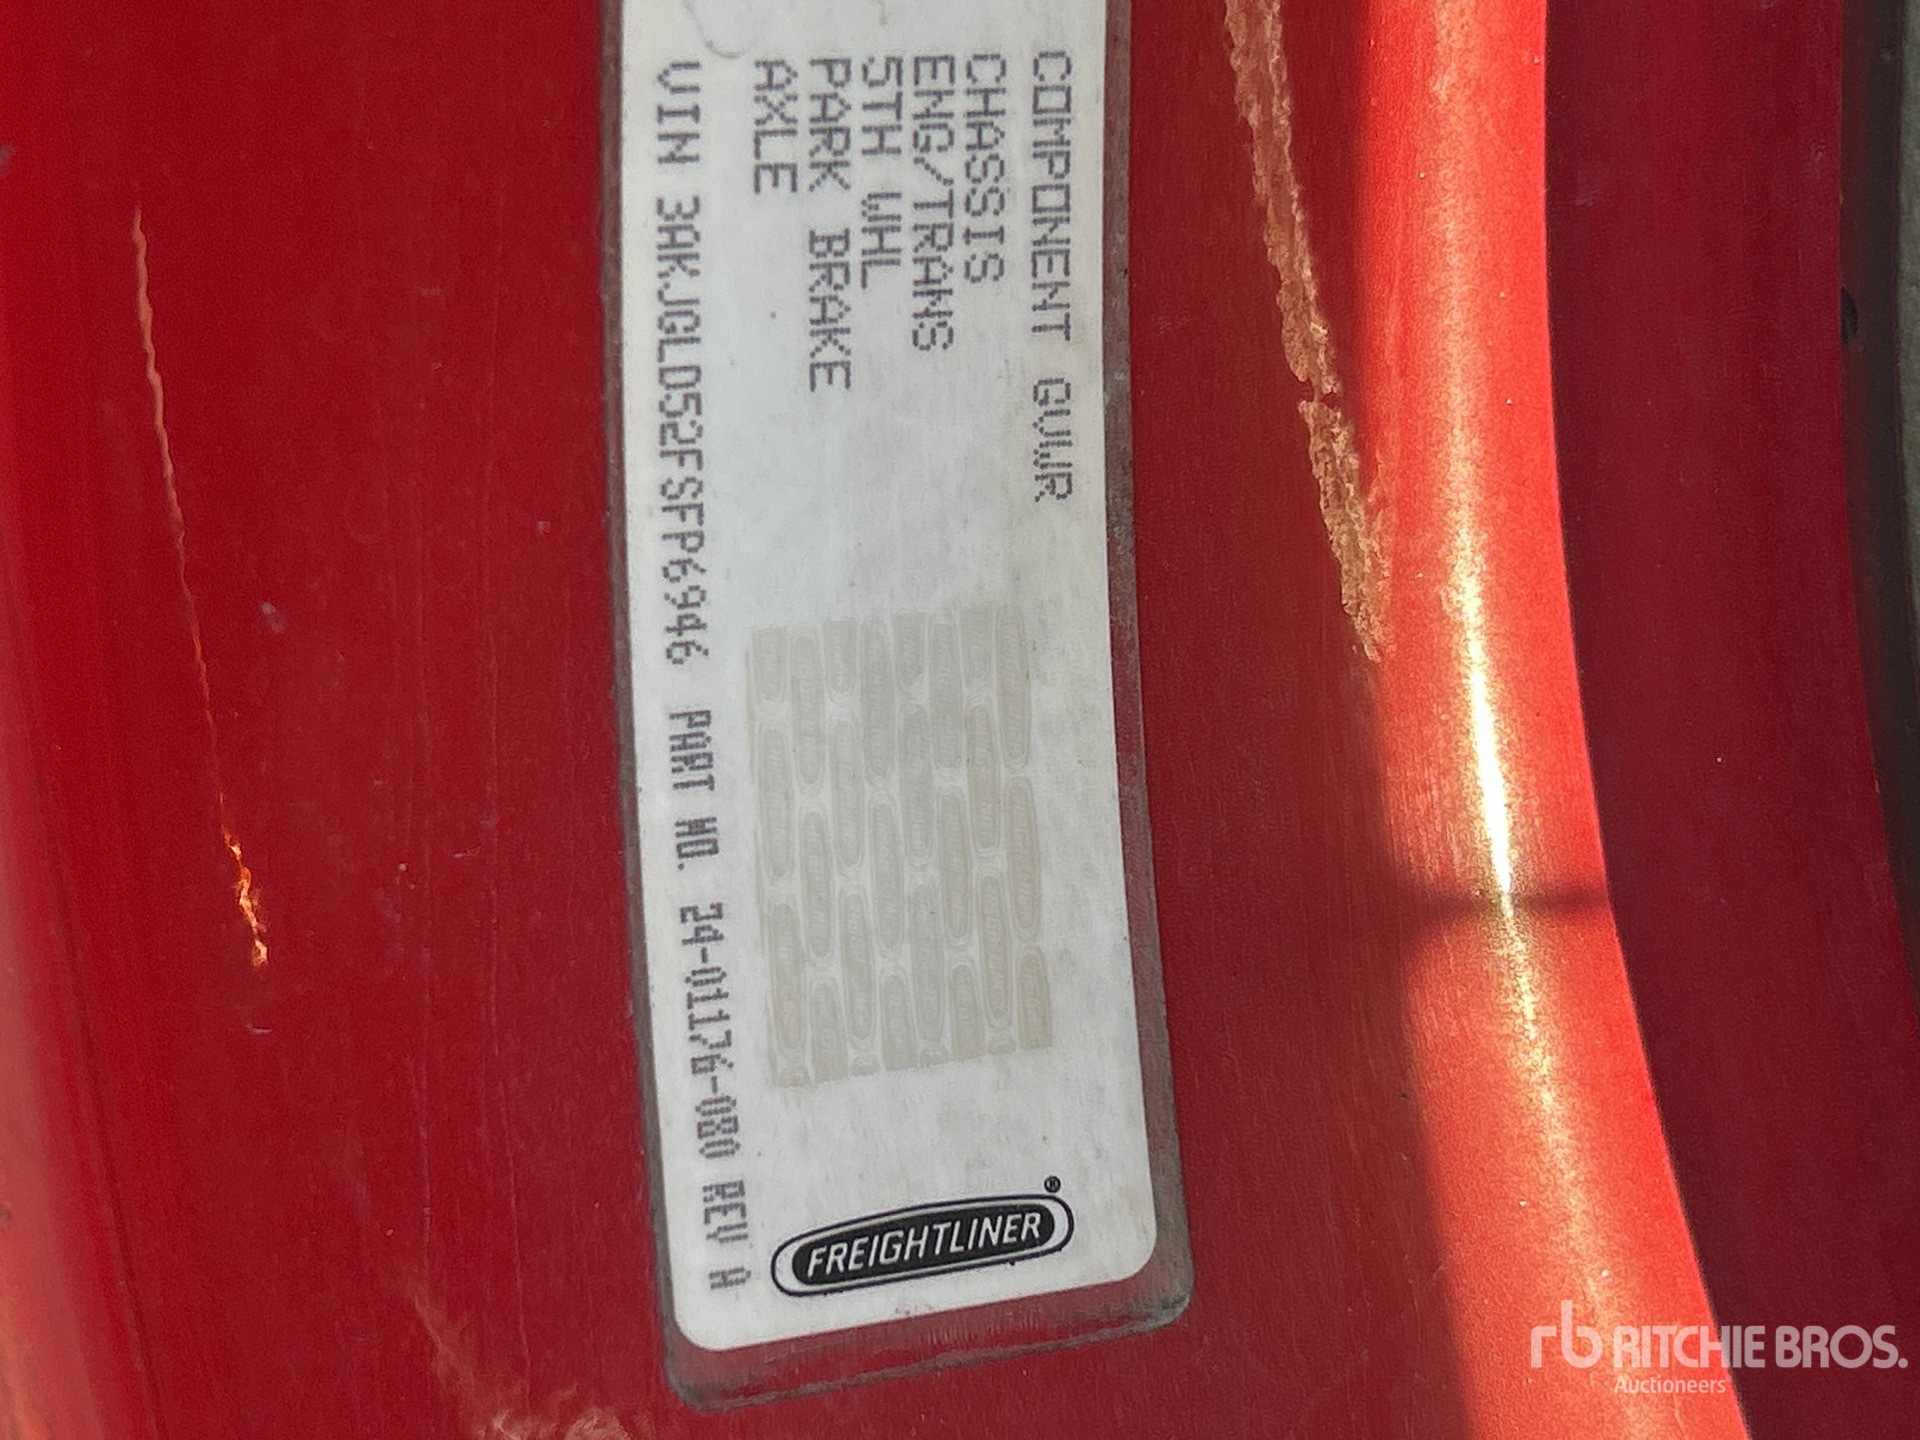 COMPONENT GVWR
CHASSIS
ENG/TRANS
5TH WHL
PARK BRAKE
AXLE
VIN 3AKJGLD52FSFP6946 PART NO. 24-01176-080 REV A
FREIGHTLINER®
rb RITCHIE BROS.
Auctioneers